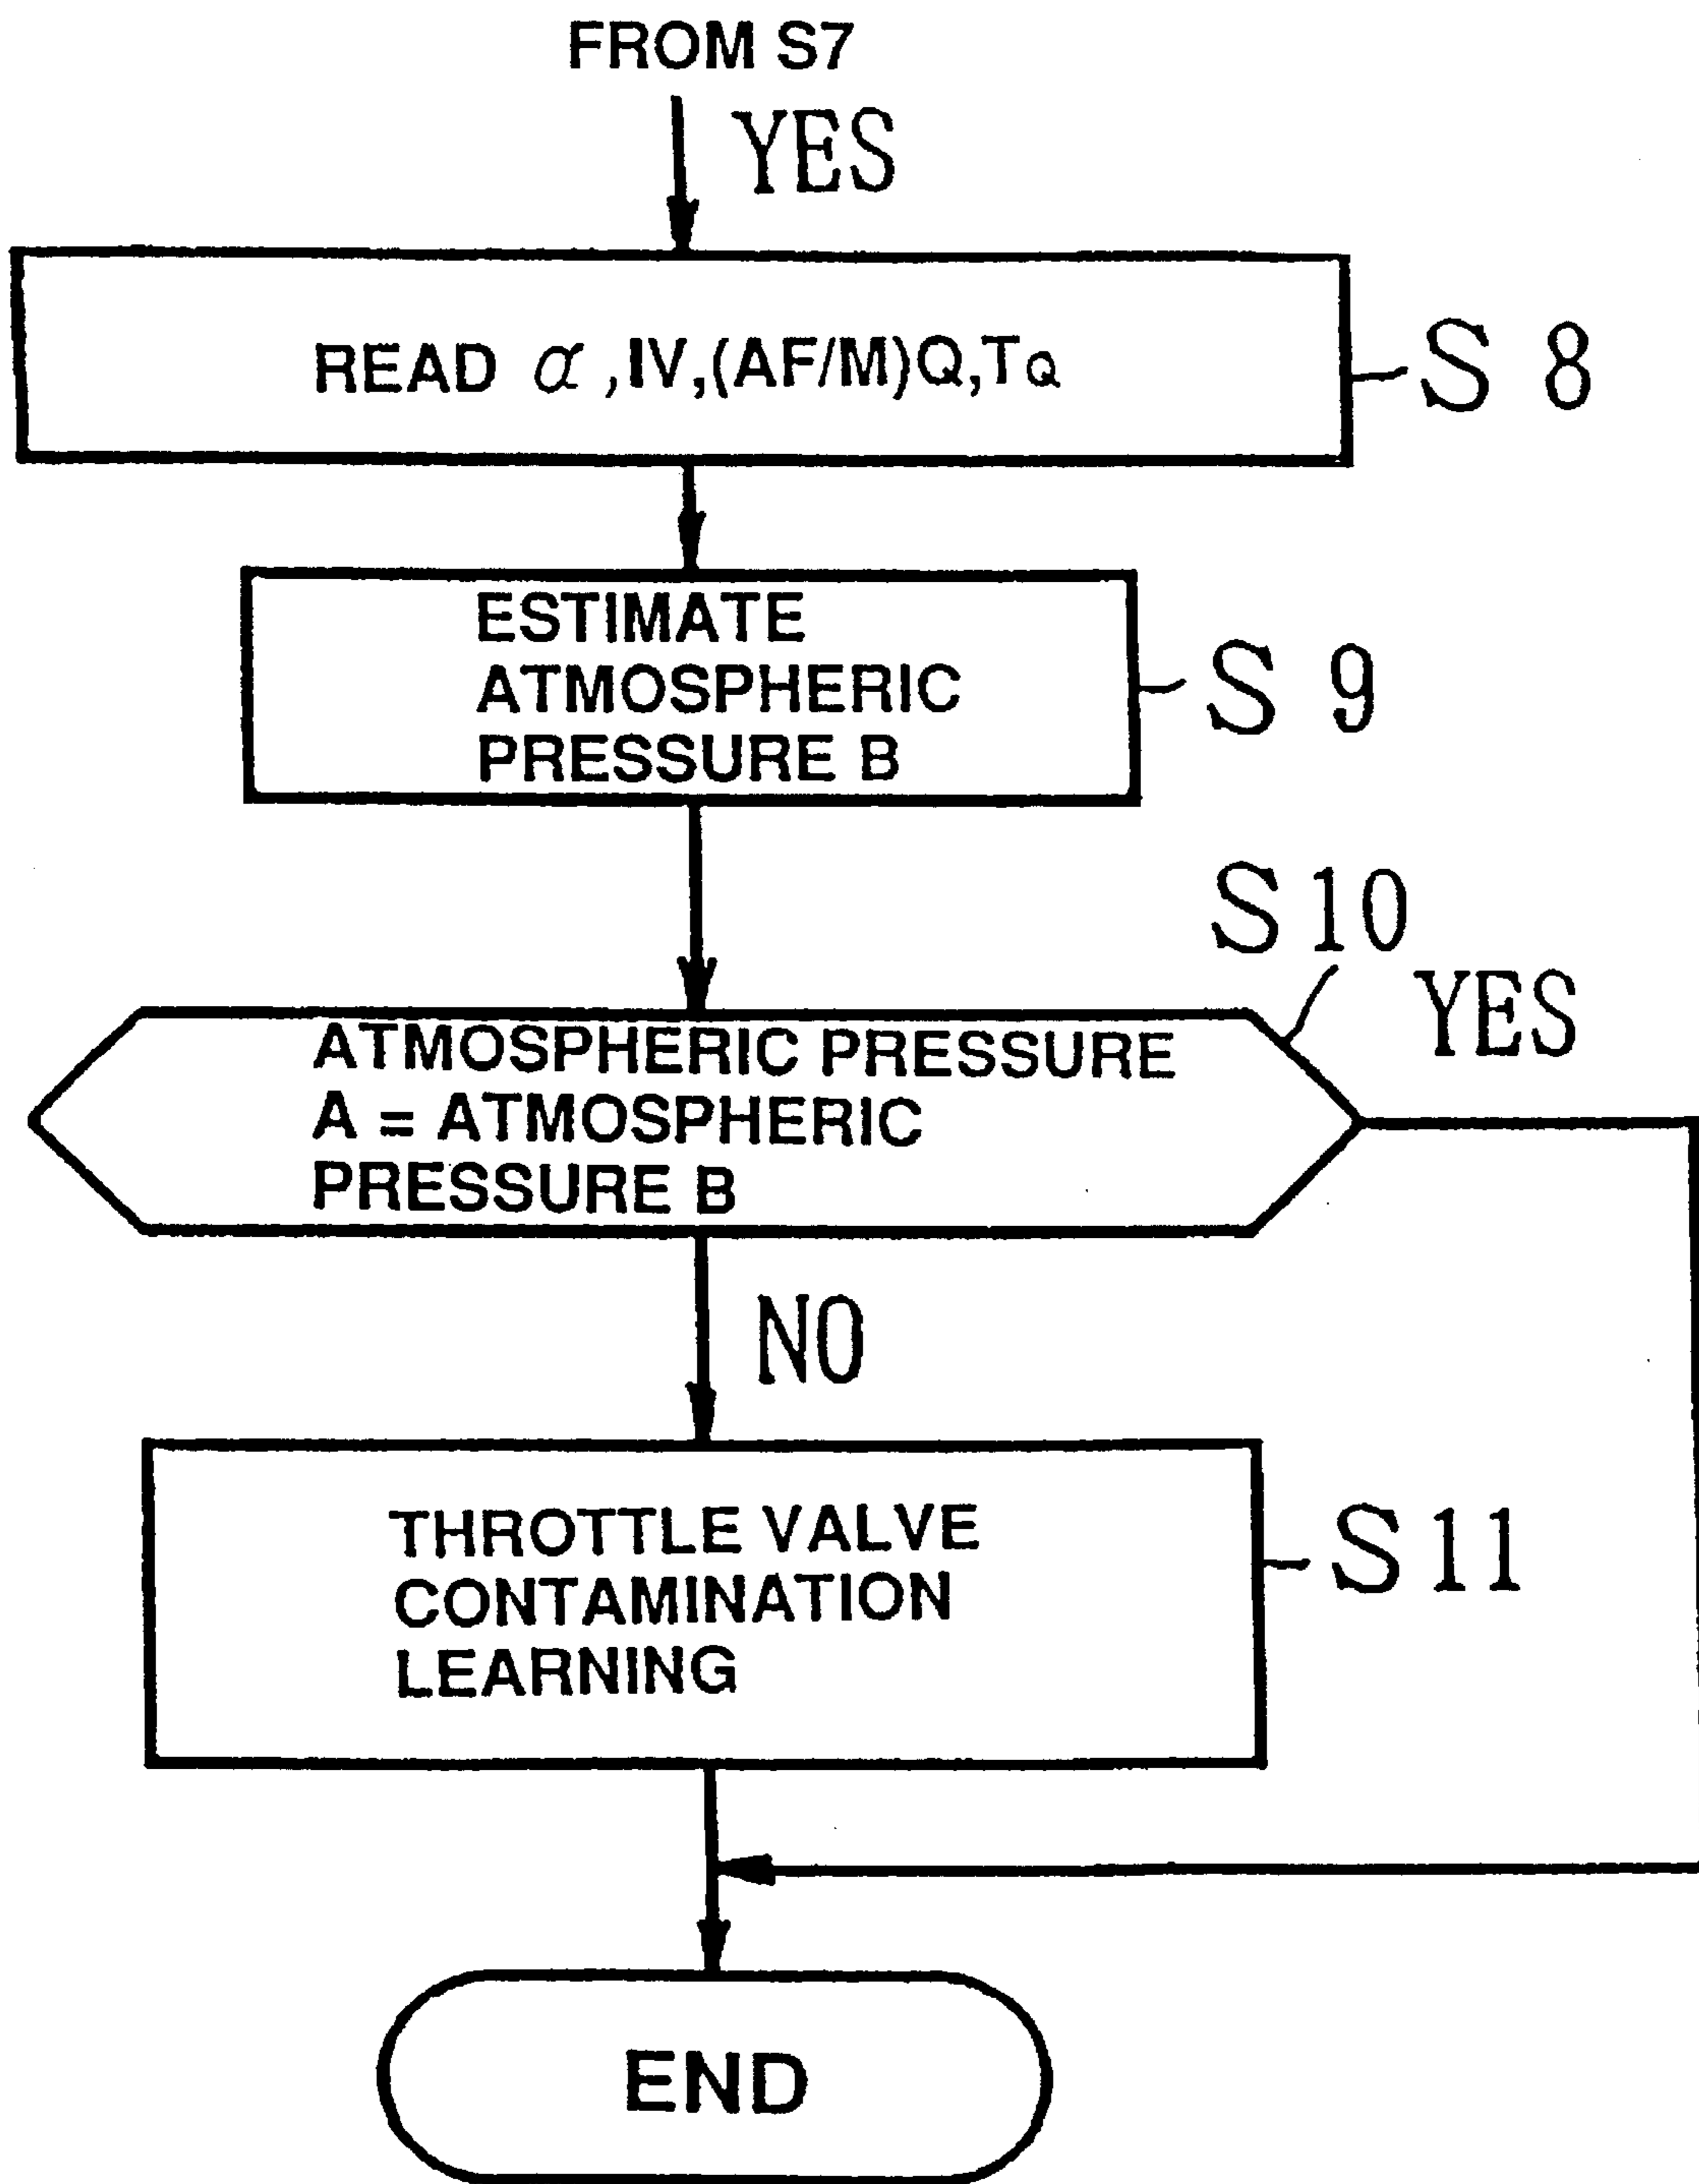 FROM S7
YES
READ α,IV,(AF/M)Q,TQ
S 8
ESTIMATE
ATMOSPHERIC
PRESSURE B
S 9
S 10
YES
ATMOSPHERIC PRESSURE
A = ATMOSPHERIC
PRESSURE B
NO
THROTTLE VALVE
CONTAMINATION
LEARNING
S 11
END